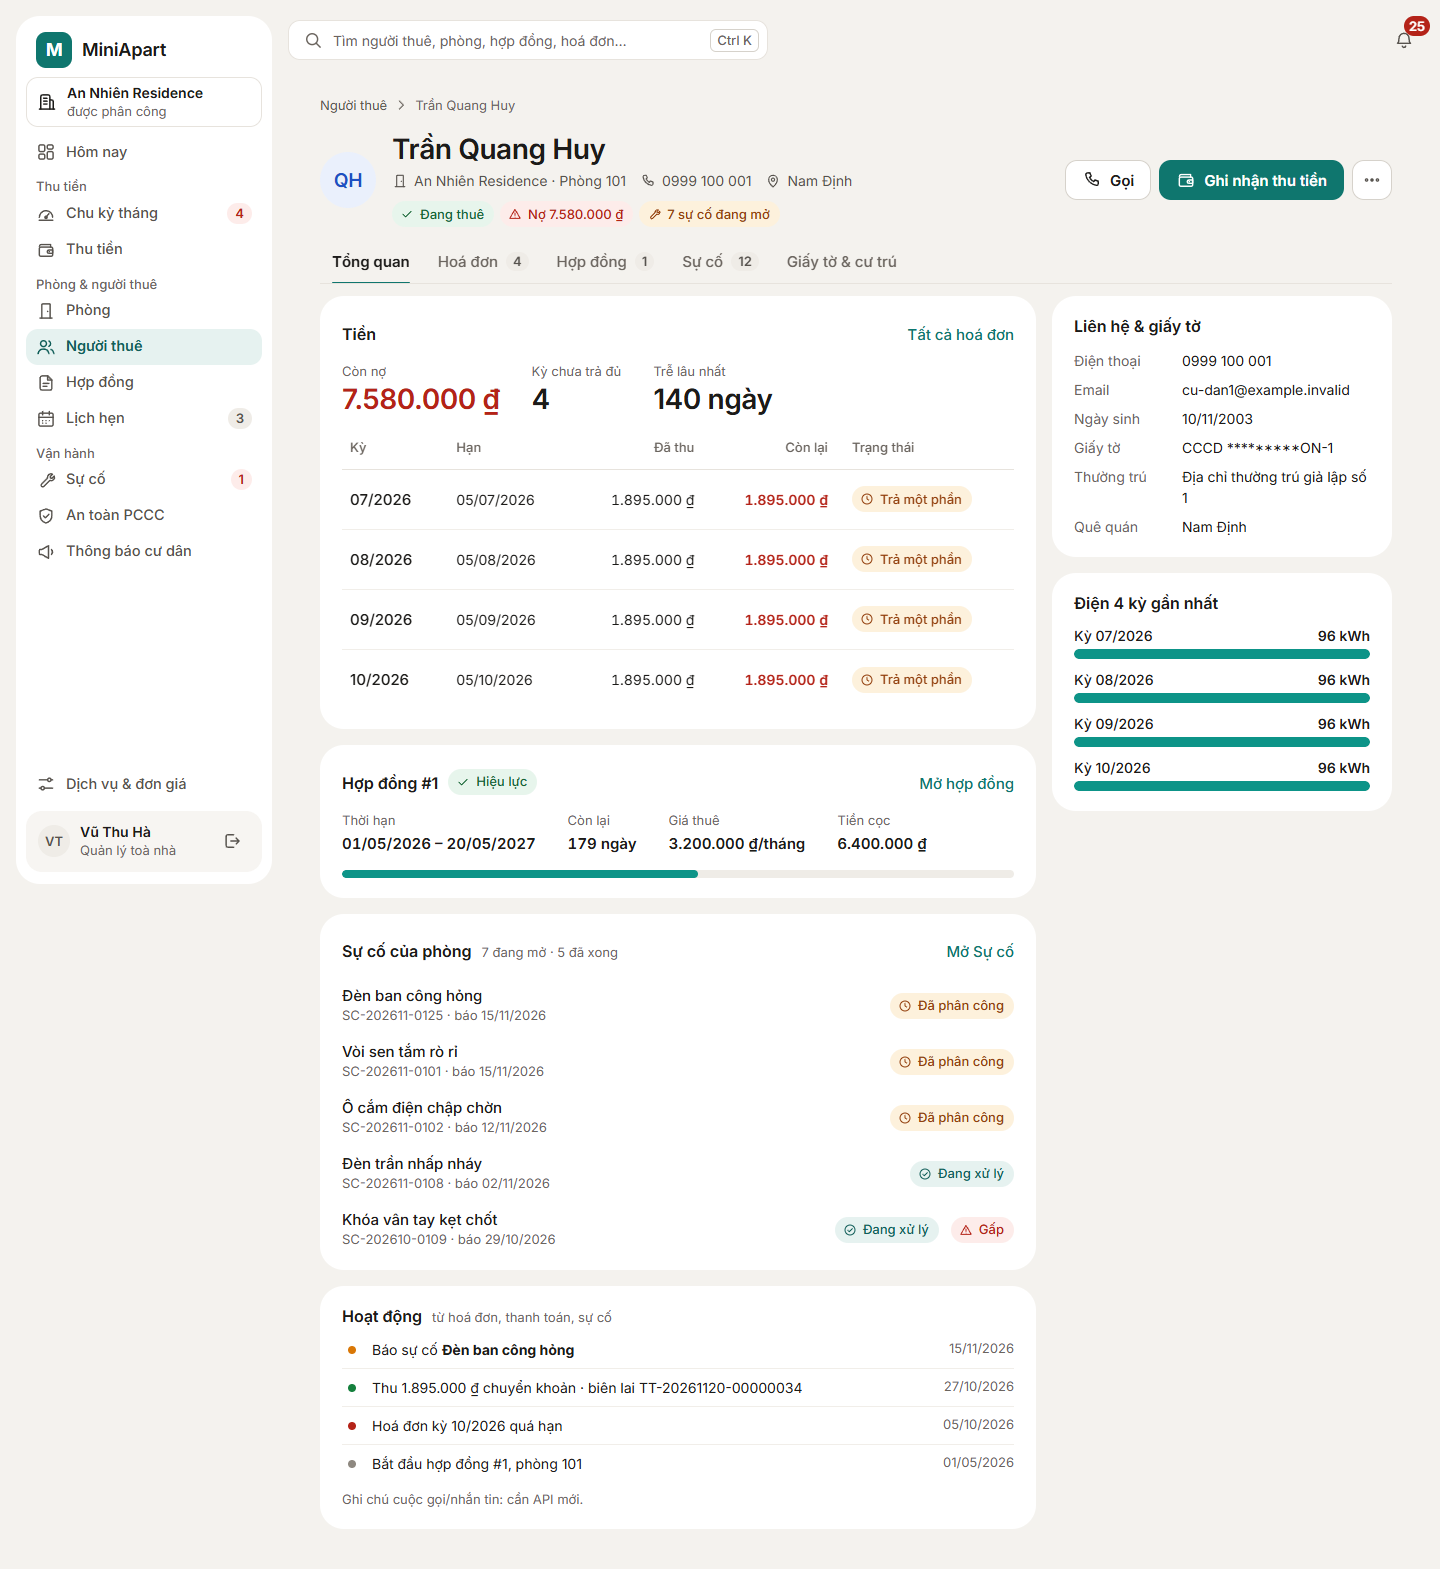 M MiniApart
An Nhiên Residence
được phân công
Hôm nay
Thu tiền
Chu kỳ tháng 4
Thu tiền
Phòng & người thuê
Phòng
Người thuê
Hợp đồng
Lịch hẹn 3
Vận hành
Sự cố 1
An toàn PCCC
Thông báo cư dân
Dịch vụ & đơn giá
VT Vũ Thu Hà
Quản lý toà nhà
Tìm người thuê, phòng, hợp đồng, hoá đơn... Ctrl K
25
Người thuê > Trần Quang Huy
QH
Trần Quang Huy
An Nhiên Residence · Phòng 101 0999 100 001 Nam Định
Đang thuê Nợ 7.580.000 ₫ 7 sự cố đang mở
Gọi Ghi nhận thu tiền
Tổng quan Hoá đơn 4 Hợp đồng 1 Sự cố 12 Giấy tờ & cư trú
Tiền Tất cả hoá đơn
Còn nợ Kỳ chưa trả đủ Trễ lâu nhất
7.580.000 ₫ 4 140 ngày
Kỳ Hạn Đã thu Còn lại Trạng thái
07/2026 05/07/2026 1.895.000 ₫ 1.895.000 ₫ Trả một phần
08/2026 05/08/2026 1.895.000 ₫ 1.895.000 ₫ Trả một phần
09/2026 05/09/2026 1.895.000 ₫ 1.895.000 ₫ Trả một phần
10/2026 05/10/2026 1.895.000 ₫ 1.895.000 ₫ Trả một phần
Hợp đồng #1 Hiệu lực Mở hợp đồng
Thời hạn Còn lại Giá thuê Tiền cọc
01/05/2026 – 20/05/2027 179 ngày 3.200.000 ₫/tháng 6.400.000 ₫
Sự cố của phòng 7 đang mở · 5 đã xong Mở Sự cố
Đèn ban công hỏng
SC-202611-0125 · báo 15/11/2026 Đã phân công
Vòi sen tắm rò rỉ
SC-202611-0101 · báo 15/11/2026 Đã phân công
Ổ cắm điện chập chờn
SC-202611-0102 · báo 12/11/2026 Đã phân công
Đèn trần nhấp nháy
SC-202611-0108 · báo 02/11/2026 Đang xử lý
Khóa vân tay kẹt chốt
SC-202610-0109 · báo 29/10/2026 Đang xử lý Gấp
Hoạt động từ hoá đơn, thanh toán, sự cố
Báo sự cố Đèn ban công hỏng 15/11/2026
Thu 1.895.000 ₫ chuyển khoản · biên lai TT-20261120-00000034 27/10/2026
Hoá đơn kỳ 10/2026 quá hạn 05/10/2026
Bắt đầu hợp đồng #1, phòng 101 01/05/2026
Ghi chú cuộc gọi/nhắn tin: cần API mới.
Liên hệ & giấy tờ
Điện thoại 0999 100 001
Email cu-dan1@example.invalid
Ngày sinh 10/11/2003
Giấy tờ CCCD *********ON-1
Thường trú Địa chỉ thường trú giả lập số
1
Quê quán Nam Định
Điện 4 kỳ gần nhất
Kỳ 07/2026 96 kWh
Kỳ 08/2026 96 kWh
Kỳ 09/2026 96 kWh
Kỳ 10/2026 96 kWh